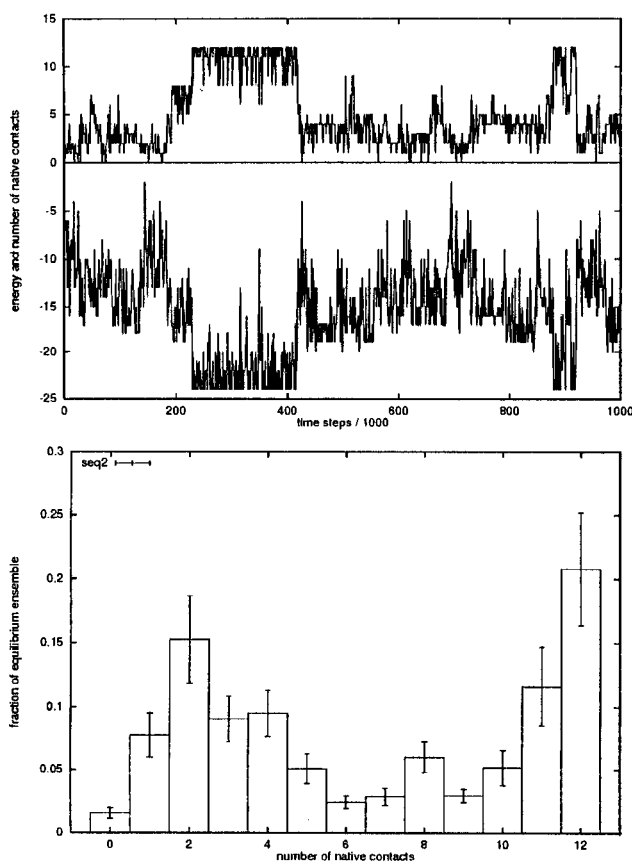 15
10
5
0
-5
-10
-15
-20
-25
energy and number of native contacts
0 200 400 600 800 1000
time steps / 1000
0.3
0.25
0.2
0.15
0.1
0.05
0
seq2
fraction of equilibrium ensemble
0 2 4 6 8 10 12
number of native contacts